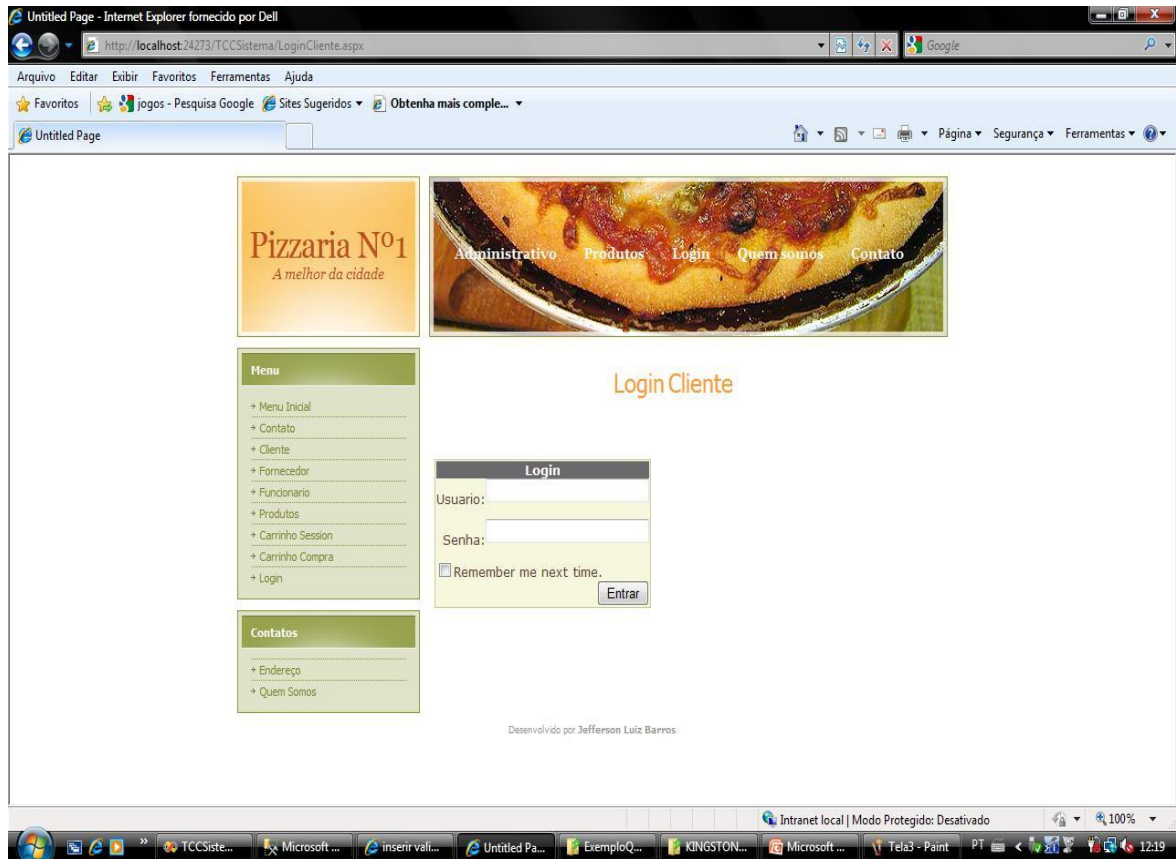 Untitled Page - Internet Explorer fornecido por Dell
http://localhost:24273/TCCSistema/LoginCliente.aspx
Google
Arquivo Editar Exibir Favoritos Ferramentas Ajuda
Favoritos jogos - Pesquisa Google Sites Sugeridos Obtenha mais comple...
Untitled Page
Página Segurança Ferramentas
Pizzaria Nº1
A melhor da cidade
Administrativo Produtos Login Quem somos Contato
Menu
Menu Inicial
Contato
Cliente
Fornecedor
Funcionario
Produtos
Carrinho Session
Carrinho Compra
Login
Contatos
Endereço
Quem Somos
Login Cliente
Login
Usuario:
Senha:
Remember me next time.
Entrar
Desenvolvido por Jefferson Luiz Barros
Intranet local | Modo Protegido: Desativado
100%
TCCSiste... Microsoft ... inserir vali... Untitled Pa... ExemploQ... KINGSTON... Microsoft ... Tela3 - Paint PT 12:19